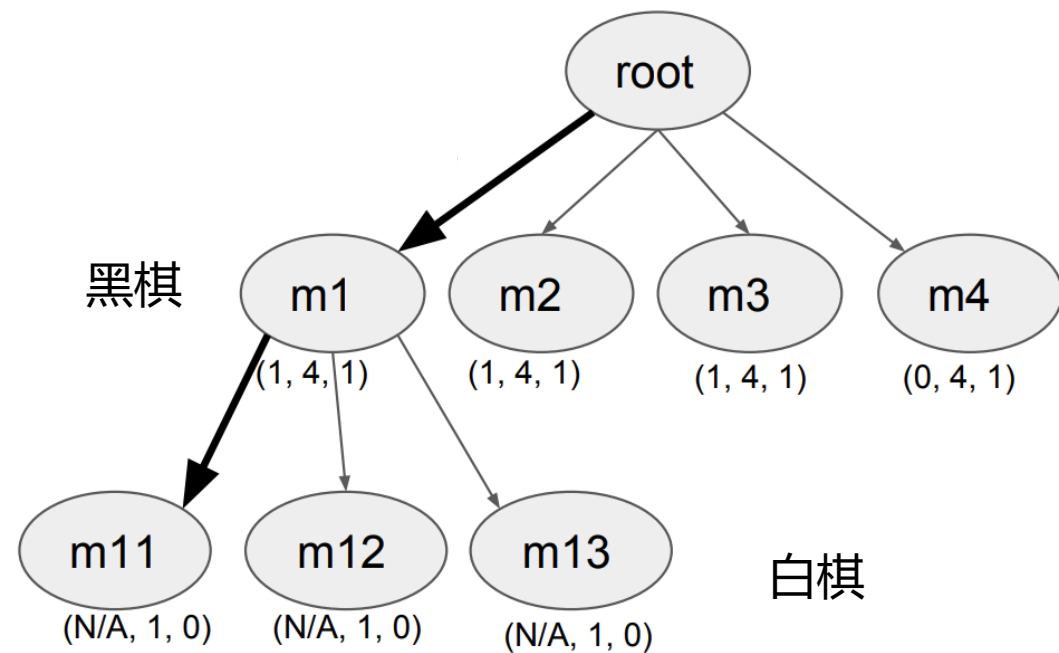 root
黑棋
m1
m2
m3
m4
(1, 4, 1)
(1, 4, 1)
(1, 4, 1)
(0, 4, 1)
m11
m12
m13
白棋
(N/A, 1, 0)
(N/A, 1, 0)
(N/A, 1, 0)